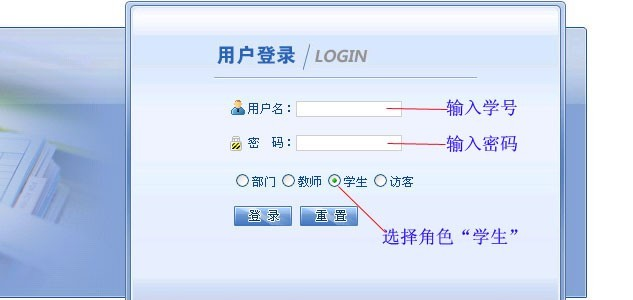 用户登录 / LOGIN
用户名： 输入学号
密 码： 输入密码
部门 教师 学生 访客
登 录 重 置
选择角色“学生”